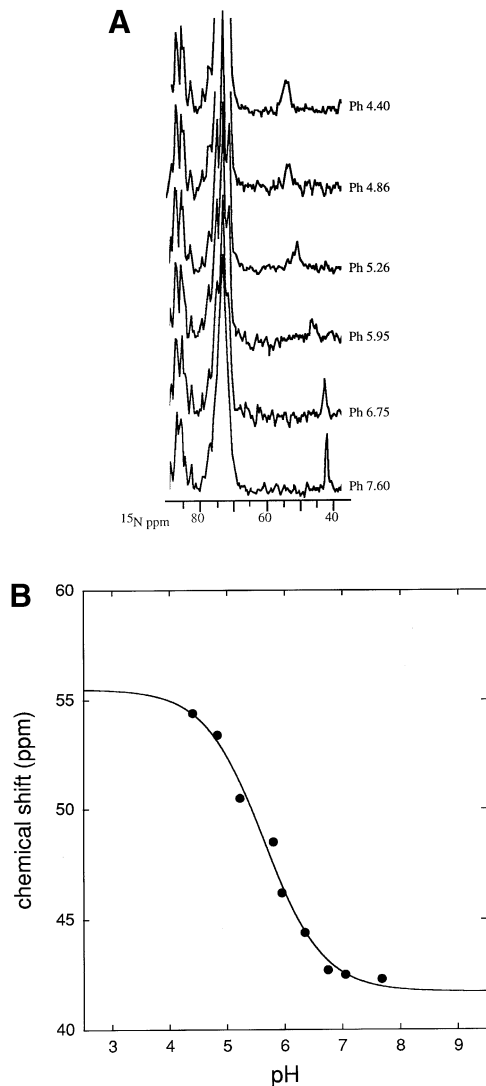 A
Ph 4.40
Ph 4.86
Ph 5.26
Ph 5.95
Ph 6.75
Ph 7.60
15N ppm 80 60 40
B
60
55
50
45
40
chemical shift (ppm)
3 4 5 6 7 8 9
pH